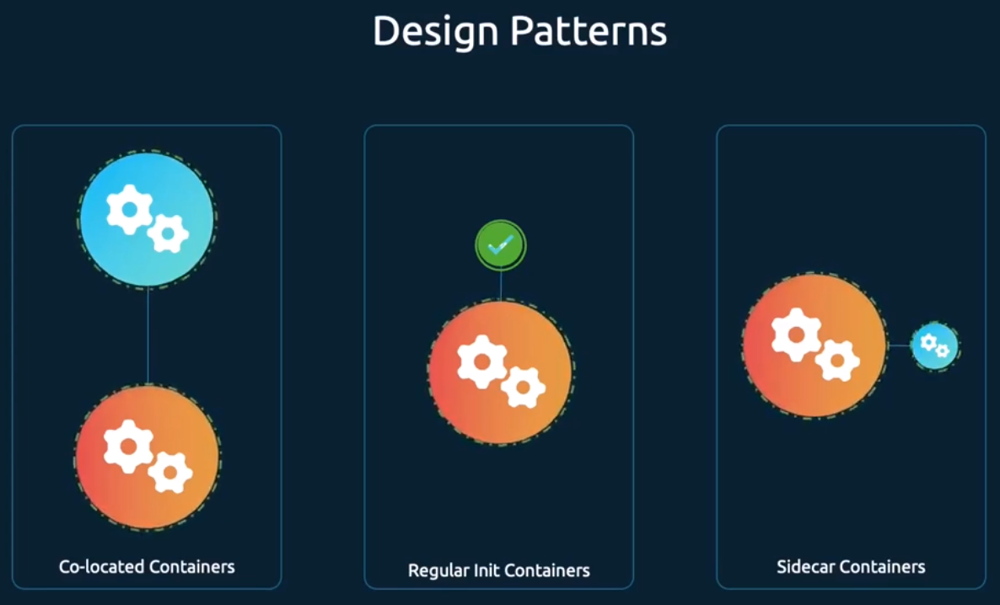 Design Patterns
Co-located Containers
Regular Init Containers
Sidecar Containers